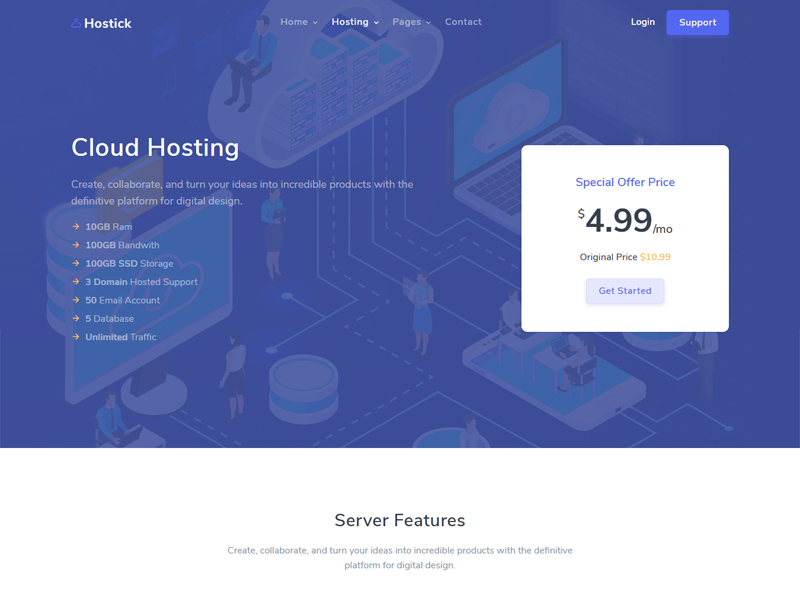 Hostick
Home
Hosting
Pages
Contact
Login
Support
Cloud Hosting
Create, collaborate, and turn your ideas into incredible products with the
definitive platform for digital design.
10GB Ram
100GB Bandwith
100GB SSD Storage
3 Domain Hosted Support
50 Email Account
5 Database
Unlimited Traffic
Special Offer Price
$4.99/mo
Original Price $10.99
Get Started
Server Features
Create, collaborate, and turn your ideas into incredible products with the definitive
platform for digital design.